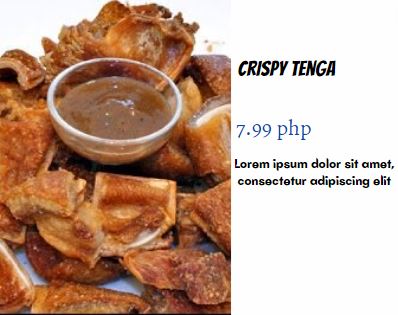 CRISPY TENGA
7.99 php
Lorem ipsum dolor sit amet,
consectetur adipiscing elit